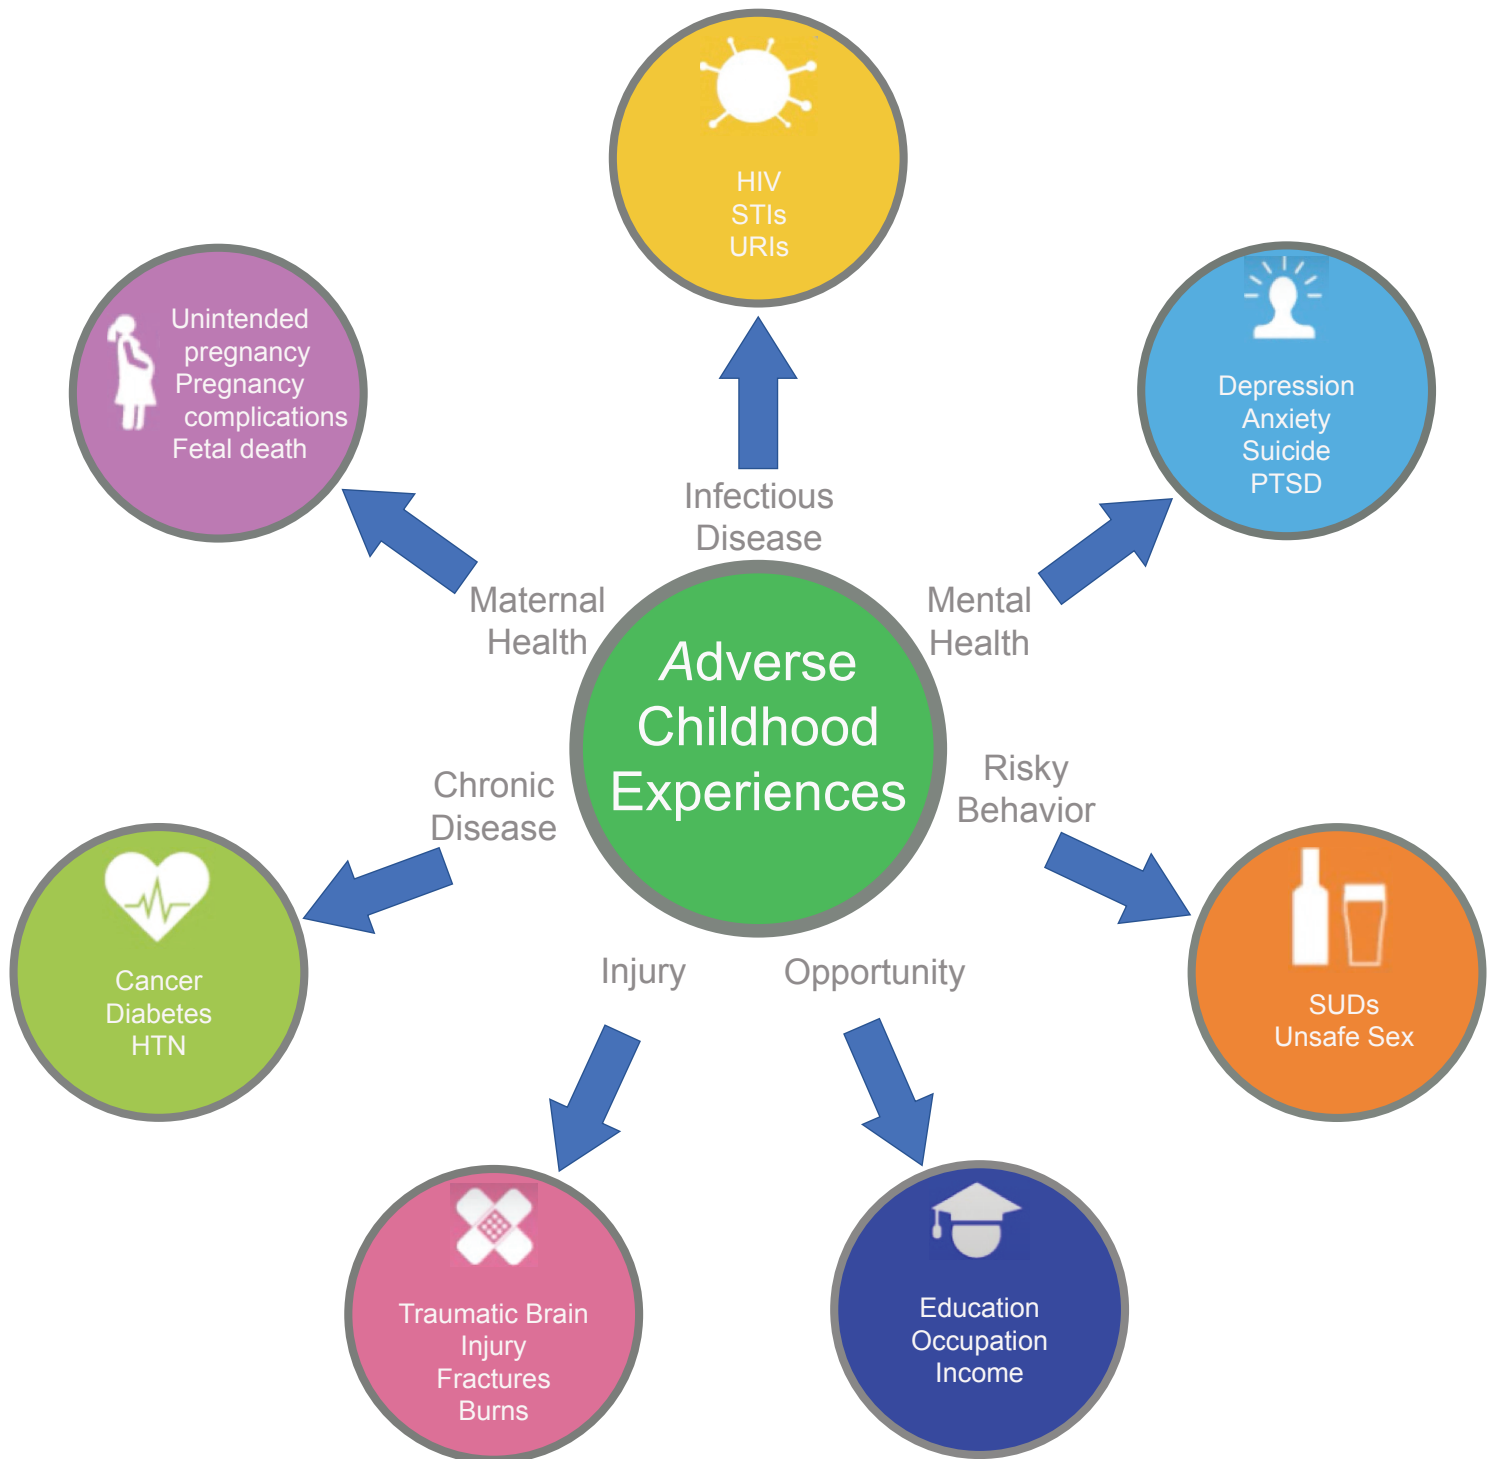 HIV
STIs
URIs
Unintended
pregnancy
Pregnancy
complications
Fetal death
Depression
Anxiety
Suicide
PTSD
Infectious
Disease
Maternal
Health
Mental
Health
Adverse
Childhood
Experiences
Chronic
Disease
Risky
Behavior
Cancer
Diabetes
HTN
Injury
Opportunity
SUDs
Unsafe Sex
Traumatic Brain
Injury
Fractures
Burns
Education
Occupation
Income